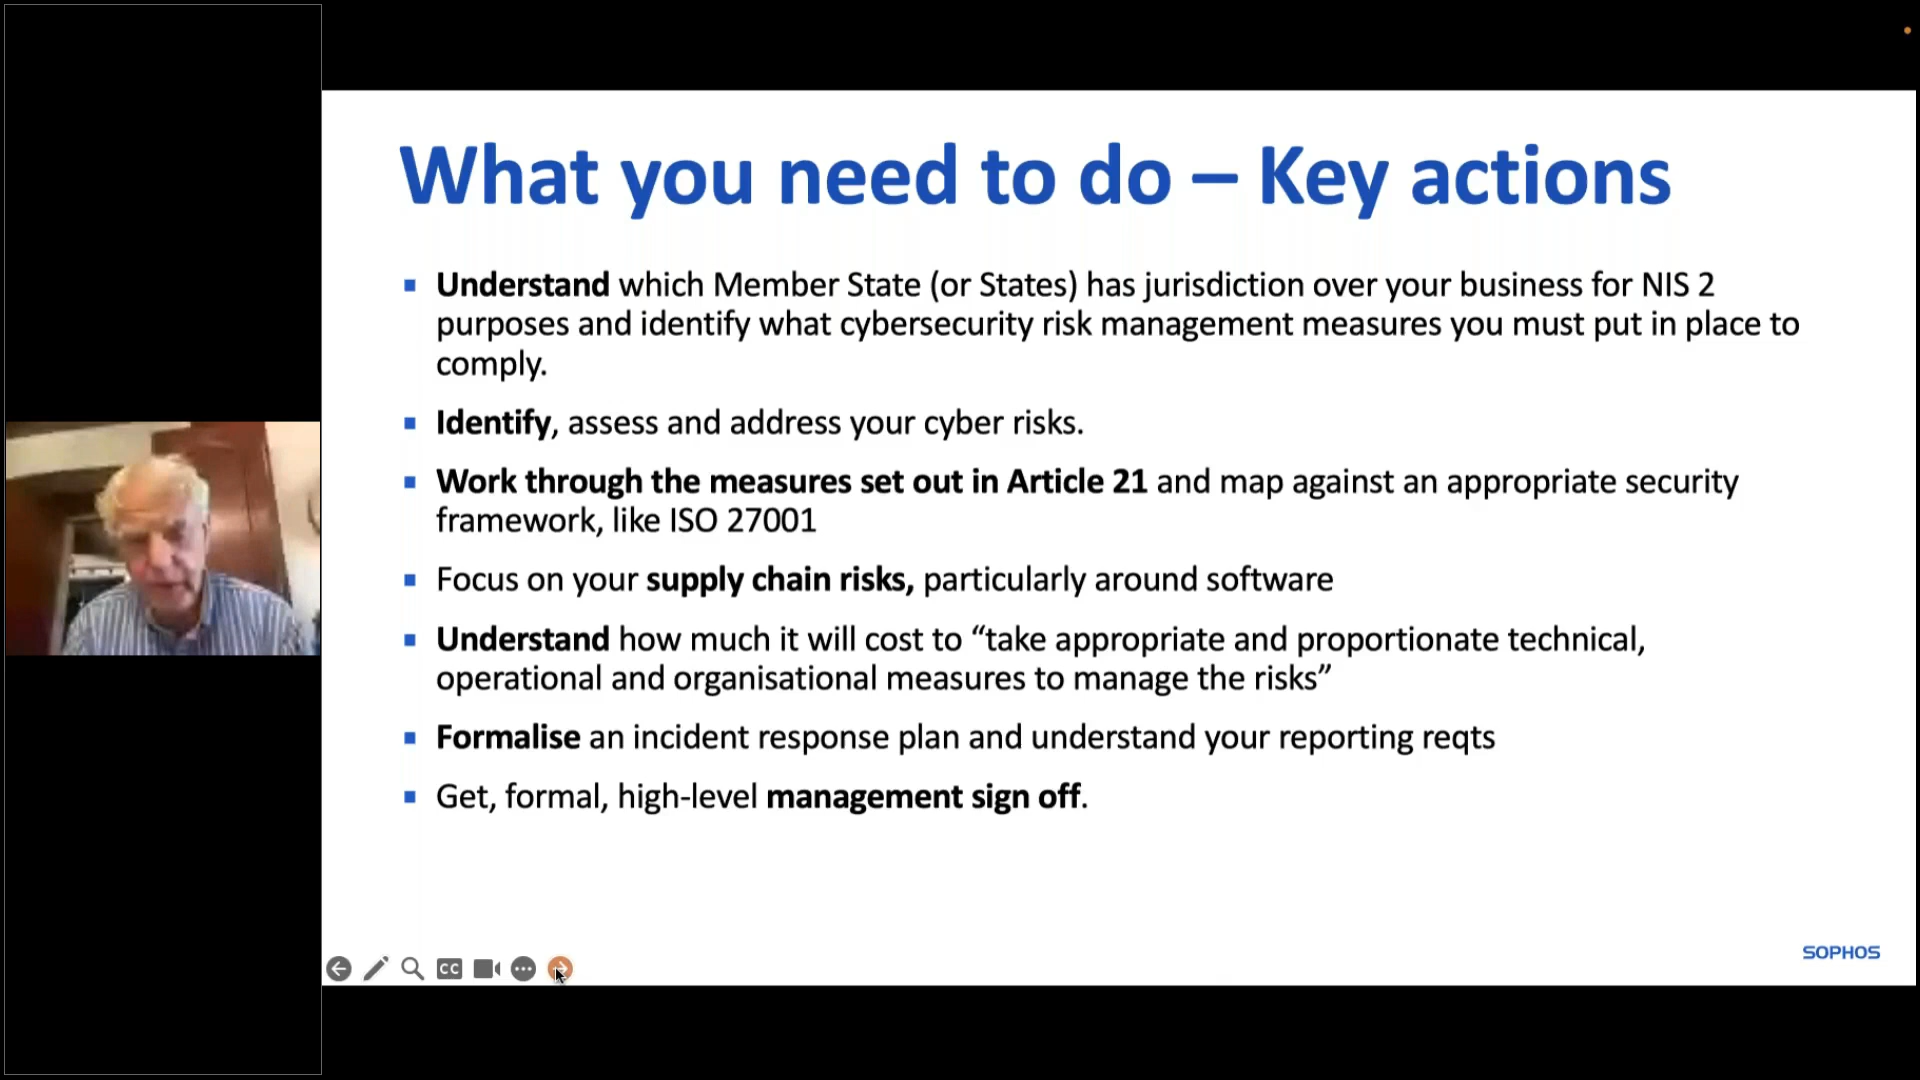 What you need to do – Key actions
Understand which Member State (or States) has jurisdiction over your business for NIS 2
purposes and identify what cybersecurity risk management measures you must put in place to
comply.
Identify, assess and address your cyber risks.
Work through the measures set out in Article 21 and map against an appropriate security
framework, like ISO 27001
Focus on your supply chain risks, particularly around software
Understand how much it will cost to “take appropriate and proportionate technical,
operational and organisational measures to manage the risks”
Formalise an incident response plan and understand your reporting reqts
Get, formal, high-level management sign off.
CC
SOPHOS